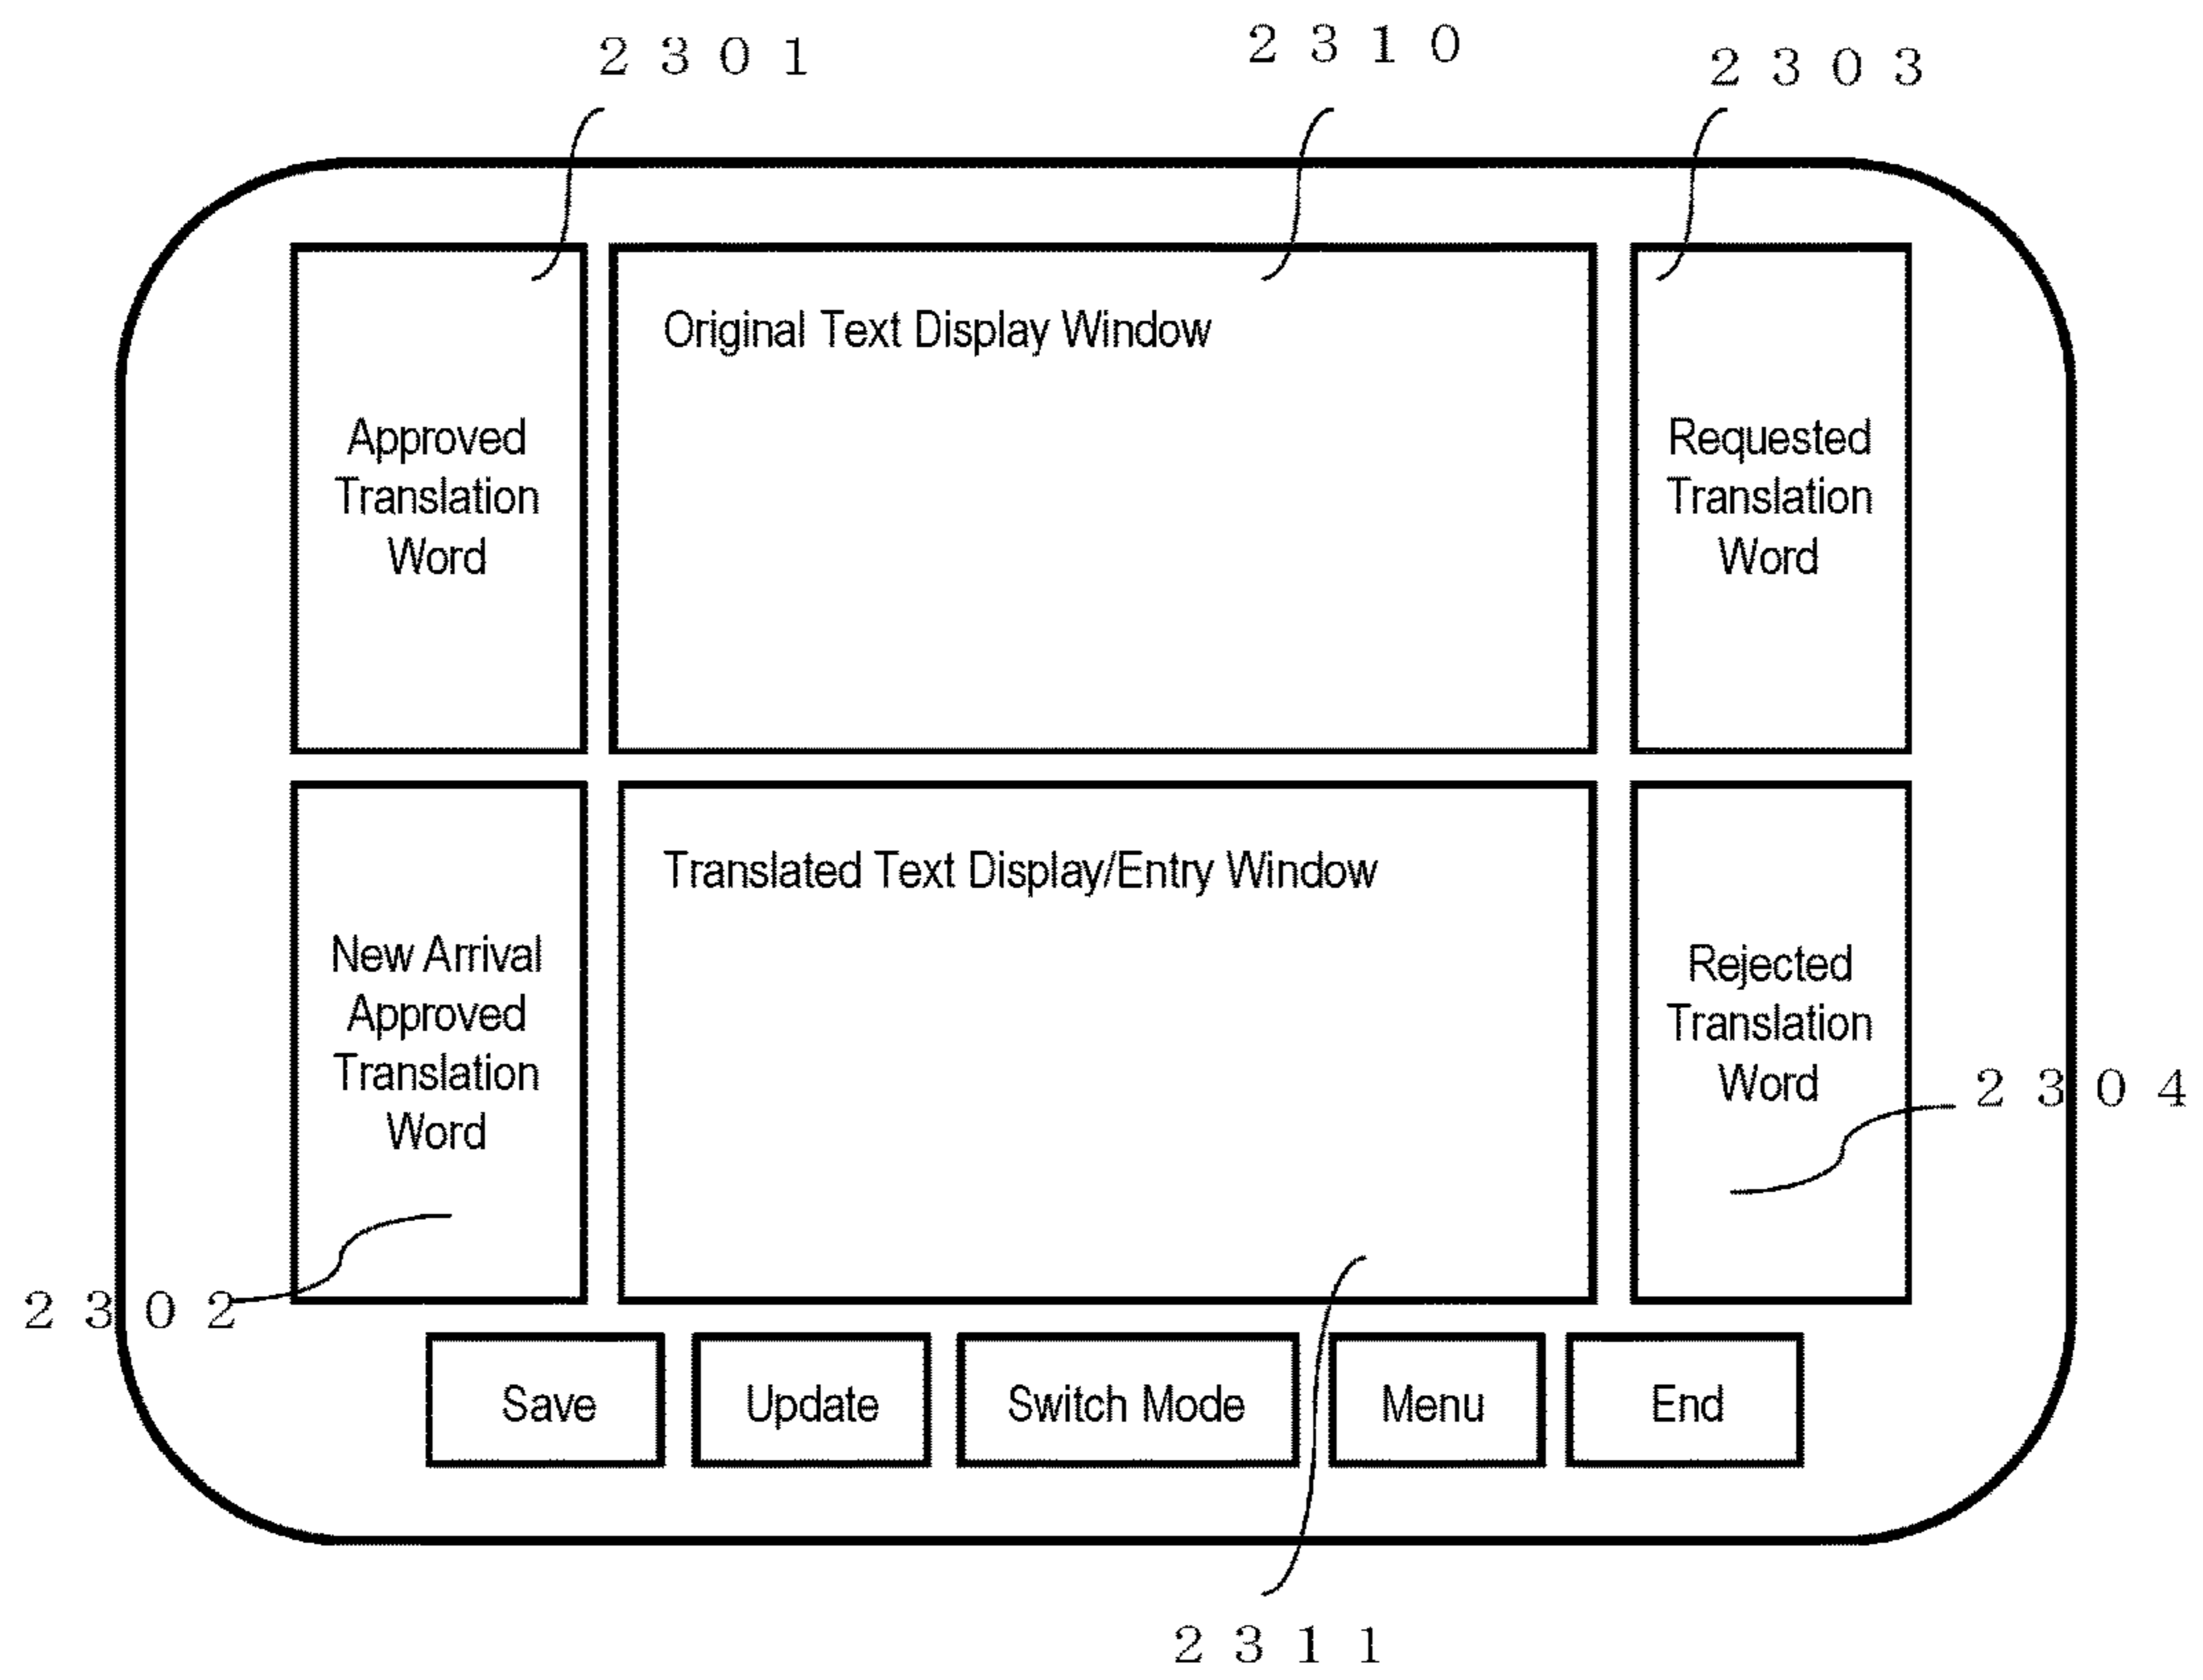 2301
2310
2303
Approved
Translation
Word
Original Text Display Window
Requested
Translation
Word
New Arrival
Approved
Translation
Word
Translated Text Display/Entry Window
Rejected
Translation
Word
2304
2302
Save
Update
Switch Mode
Menu
End
2311